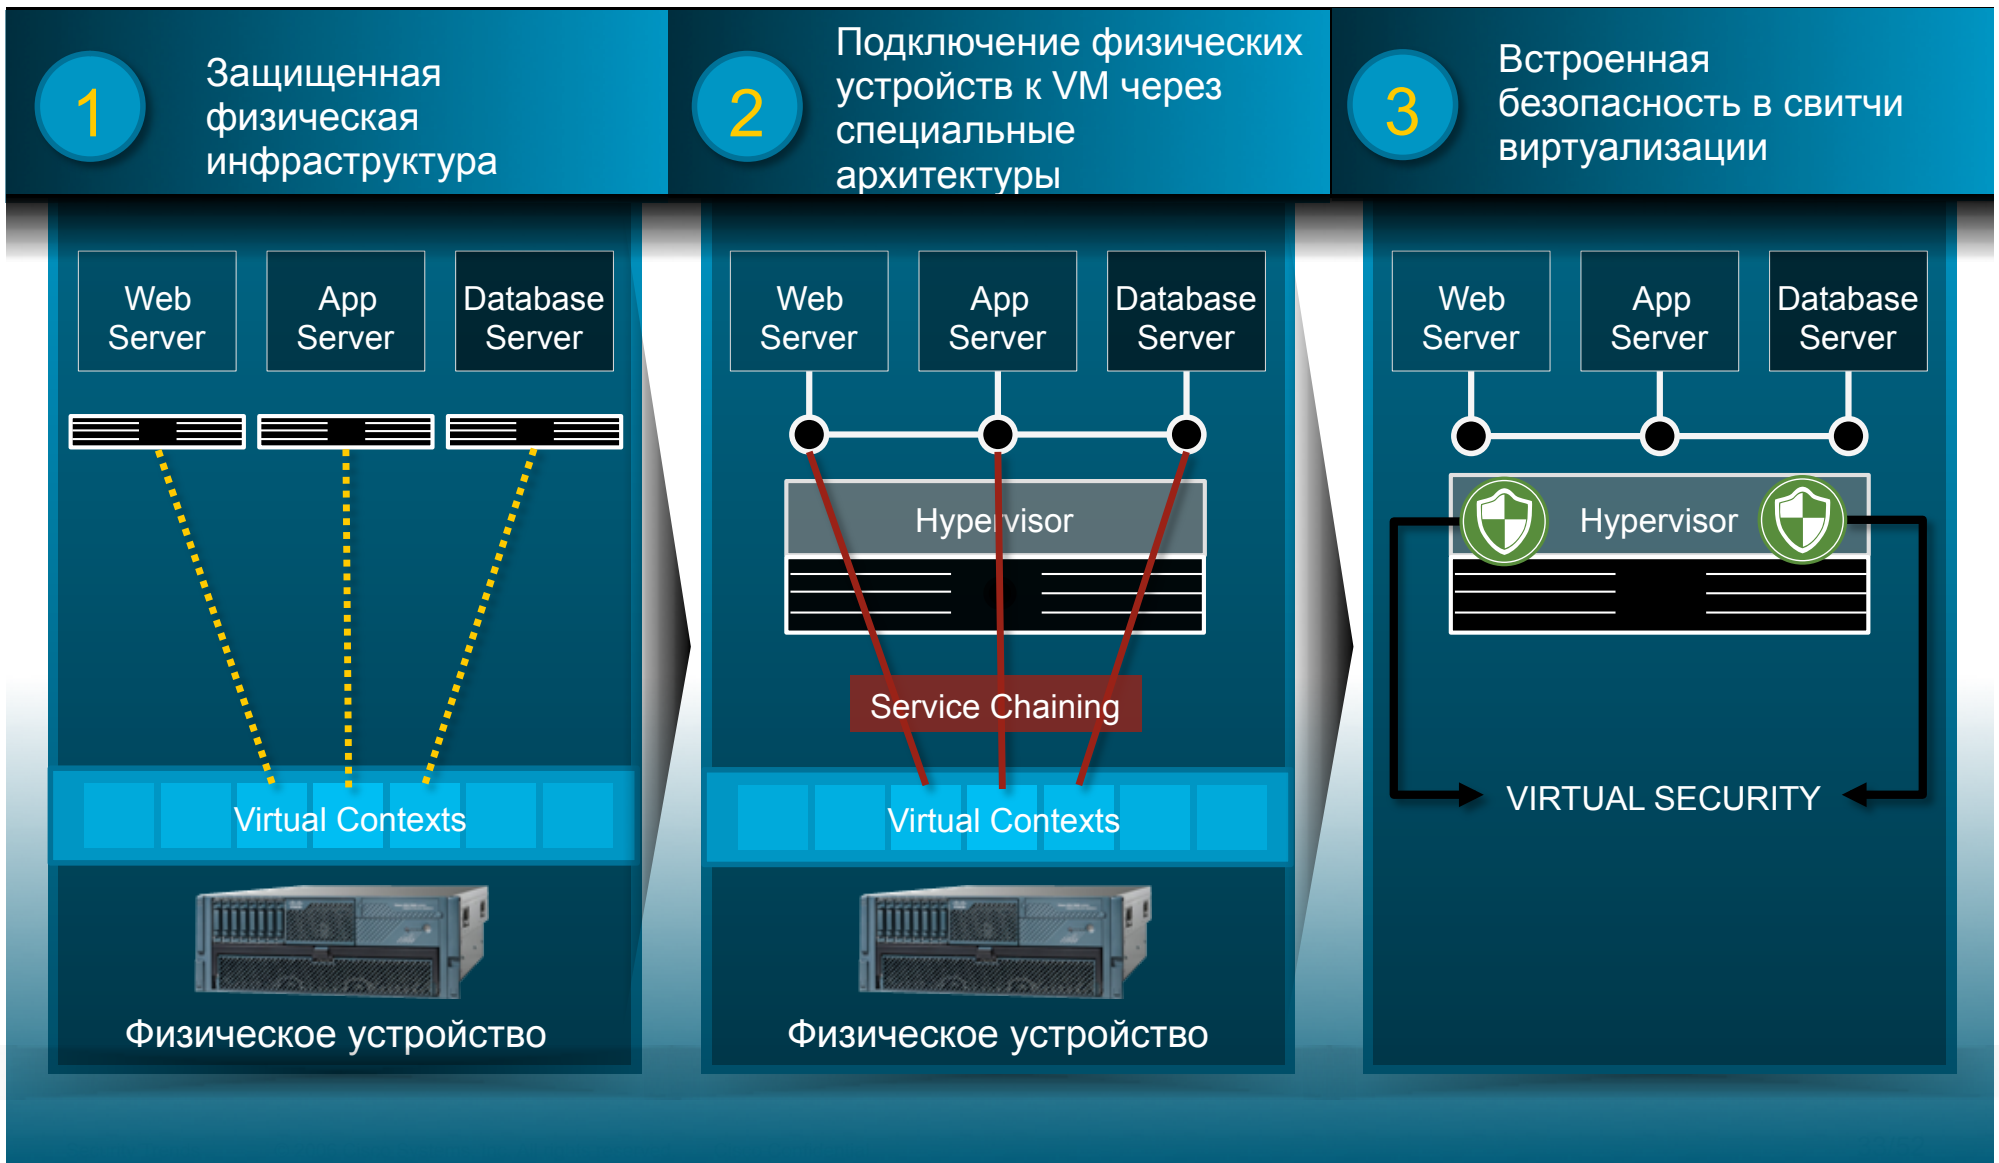 1
Защищенная
физическая
инфраструктура
2
Подключение физических
устройств к VM через
специальные
архитектуры
3
Встроенная
безопасность в свитчи
виртуализации
Web
Server
App
Server
Database
Server
Virtual Contexts
Физическое устройство
Web
Server
App
Server
Database
Server
Hypervisor
Service Chaining
Virtual Contexts
Физическое устройство
Web
Server
App
Server
Database
Server
Hypervisor
VIRTUAL SECURITY